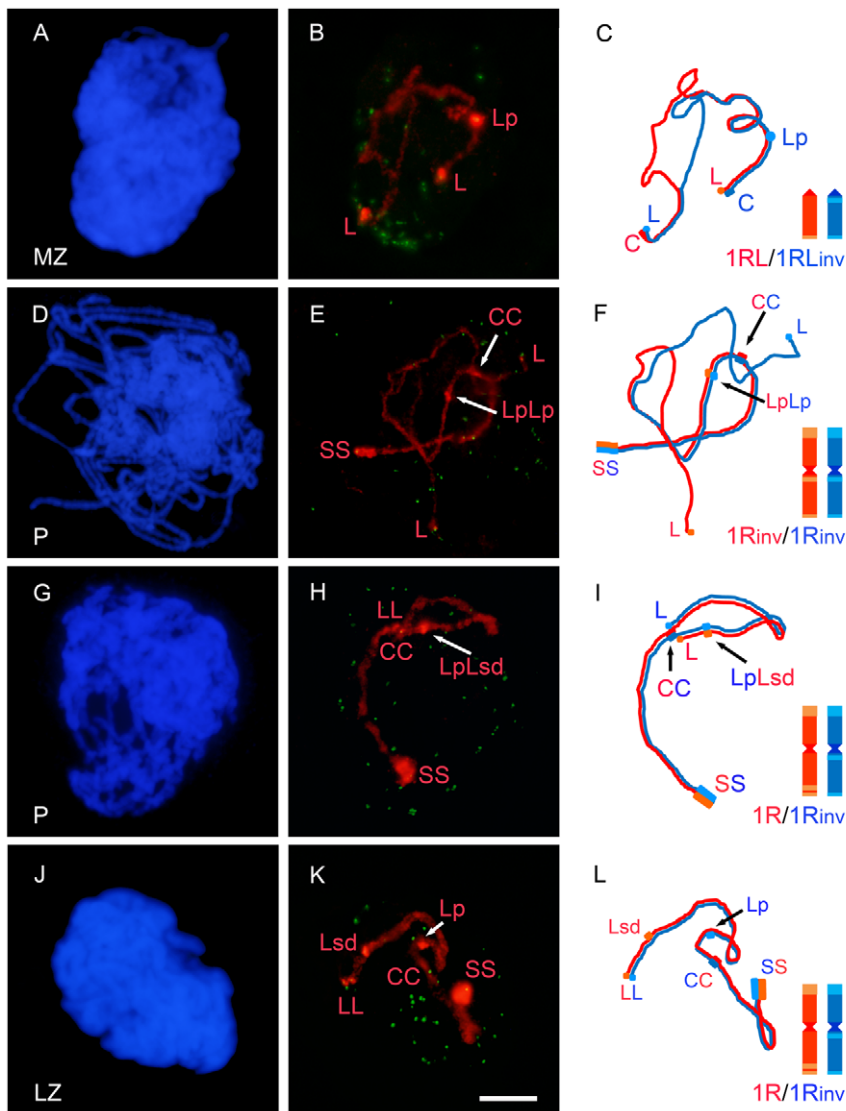 A
MZ
B
Lp
L
L
C
Lp
L
C
L
C
1RL/1RLinv
D
P
E
CC
L
LpLp
SS
L
F
CC
L
LpLp
SS
L
1Rinv/1Rinv
G
P
H
LL
CC
LpLsd
SS
I
L
L
CC
LpLsd
SS
1R/1Rinv
J
LZ
K
Lp
Lsd
SS
CC
LL
L
Lp
Lsd
SS
CC
LL
1R/1Rinv